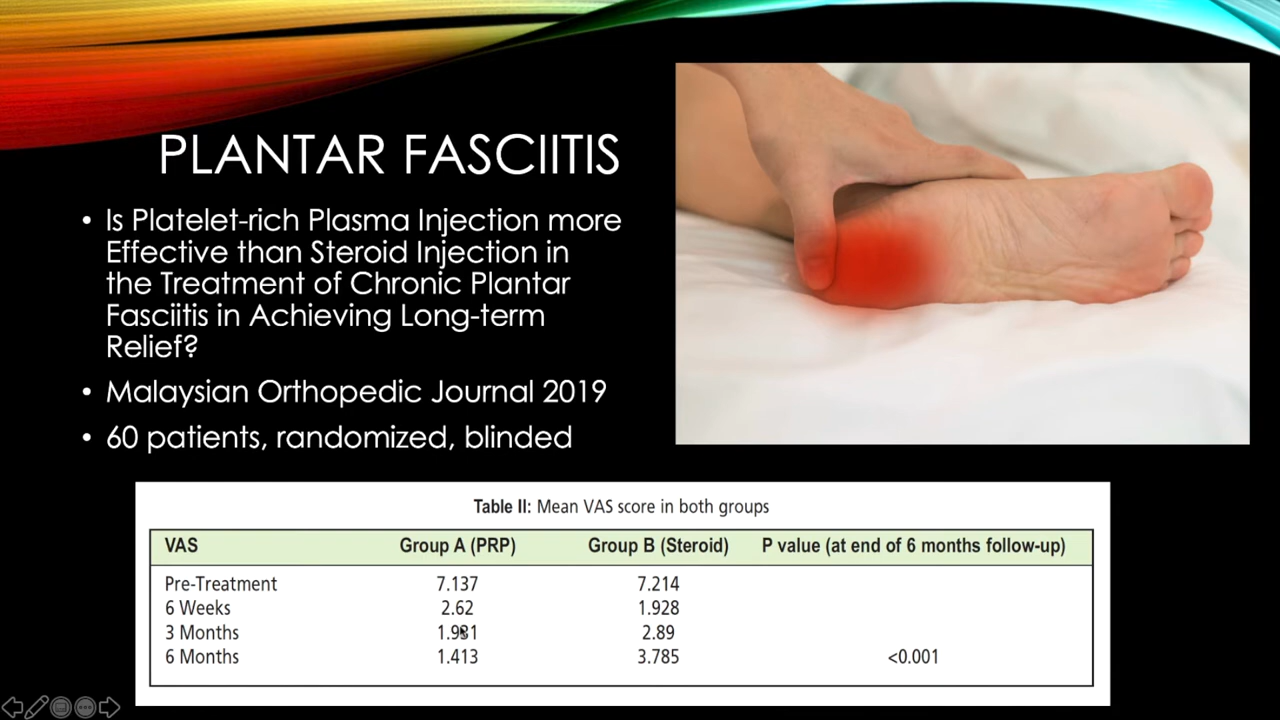 PLANTAR FASCIITIS
• Is Platelet-rich Plasma Injection more
Effective than Steroid Injection in
the Treatment of Chronic Plantar
Fasciitis in Achieving Long-term
Relief?
• Malaysian Orthopedic Journal 2019
• 60 patients, randomized, blinded
Table II: Mean VAS score in both groups
VAS Group A (PRP) Group B (Steroid) P value (at end of 6 months follow-up)
Pre-Treatment 7.137 7.214
6 Weeks 2.62 1.928
3 Months 2.89
6 Months 1.413 3.785 <0.001